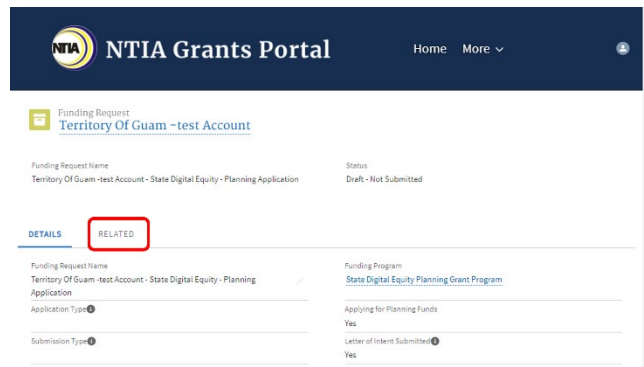 NTIA NTIA Grants Portal Home More
Funding Request
Territory Of Guam -test Account
Funding Request Name Status
Territory Of Guam -test Account - State Digital Equity - Planning Application Draft - Not Submitted
DETAILS RELATED
Funding Request Name Funding Program
Territory Of Guam -test Account - State Digital Equity - Planning State Digital Equity Planning Grant Program
Application
Application Type Applying for Planning Funds
Yes
Submission Type Letter of Intent Submitted
Yes